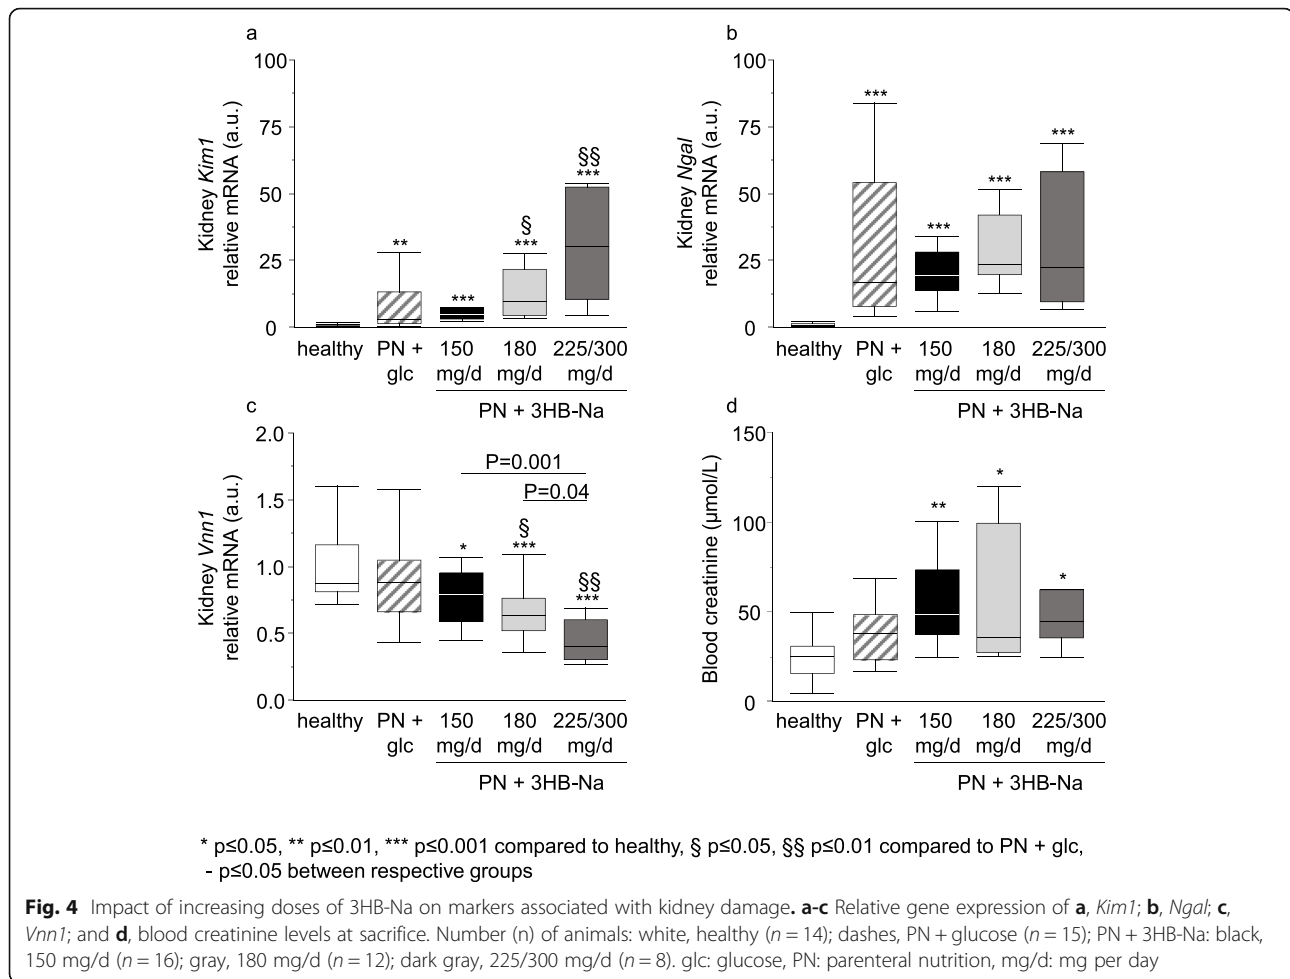 a
100
75
50
25
0
Kidney Kim1
relative mRNA (a.u.)
**
***
§
***
§§
***
healthy PN + 150 180 225/300
glc mg/d mg/d mg/d
PN + 3HB-Na
b
100
75
50
25
0
Kidney Ngal
relative mRNA (a.u.)
***
***
***
***
healthy PN + 150 180 225/300
glc mg/d mg/d mg/d
PN + 3HB-Na
c
2.0
1.5
1.0
0.5
0.0
Kidney Vnn1
relative mRNA (a.u.)
P=0.001
P=0.04
*
§
***
§§
***
healthy PN + 150 180 225/300
glc mg/d mg/d mg/d
PN + 3HB-Na
d
150
100
50
0
Blood creatinine (µmol/L)
**
*
*
healthy PN + 150 180 225/300
glc mg/d mg/d mg/d
PN + 3HB-Na
* p≤0.05, ** p≤0.01, *** p≤0.001 compared to healthy, § p≤0.05, §§ p≤0.01 compared to PN + glc,
- p≤0.05 between respective groups
Fig. 4 Impact of increasing doses of 3HB-Na on markers associated with kidney damage. a-c Relative gene expression of a, Kim1; b, Ngal; c,
Vnn1; and d, blood creatinine levels at sacrifice. Number (n) of animals: white, healthy (n = 14); dashes, PN + glucose (n = 15); PN + 3HB-Na: black,
150 mg/d (n = 16); gray, 180 mg/d (n = 12); dark gray, 225/300 mg/d (n = 8). glc: glucose, PN: parenteral nutrition, mg/d: mg per day